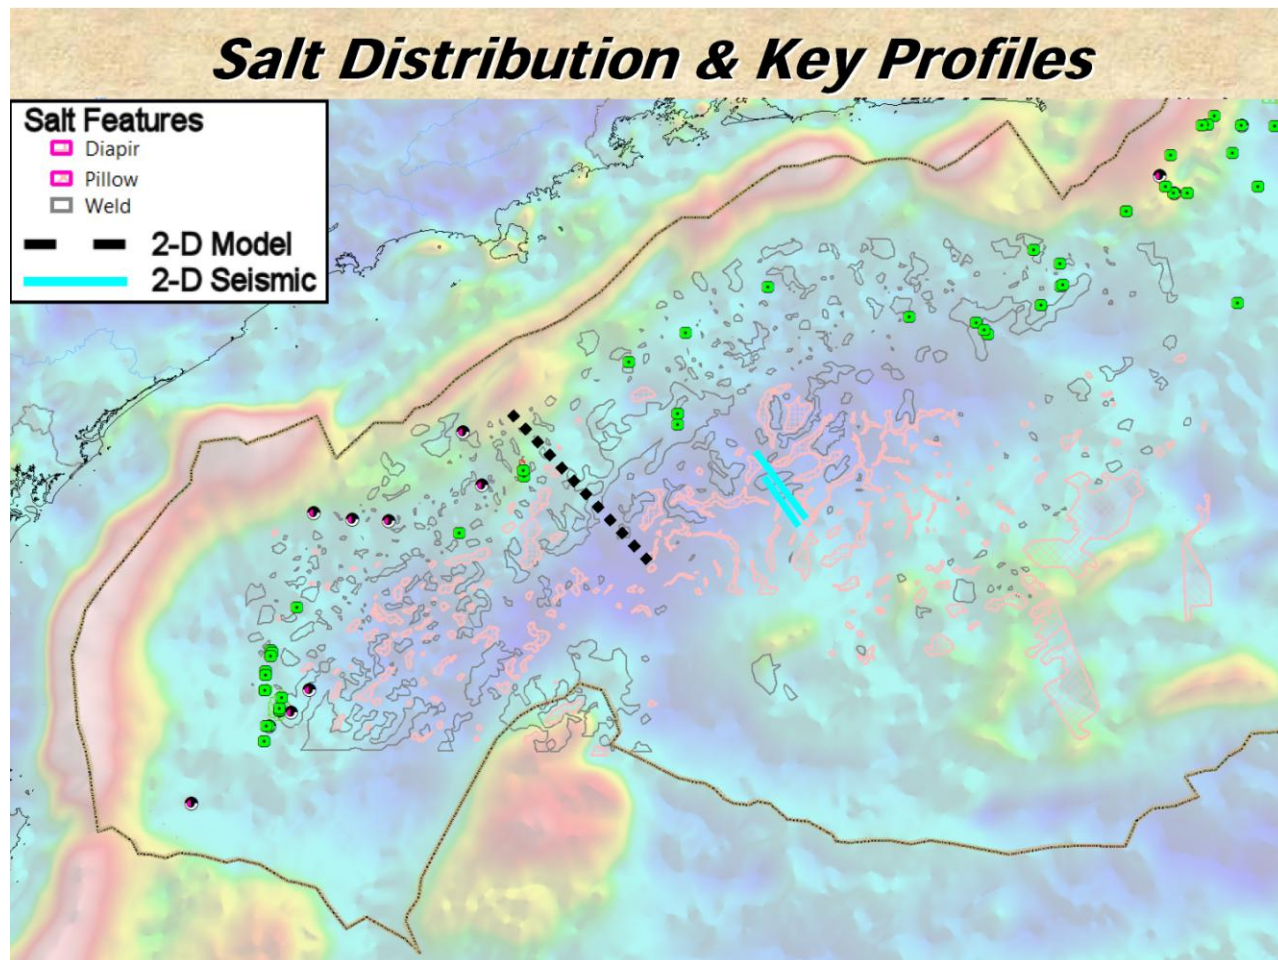 Salt Distribution & Key Profiles
Salt Features
Diapir
Pillow
Weld
2-D Model
2-D Seismic